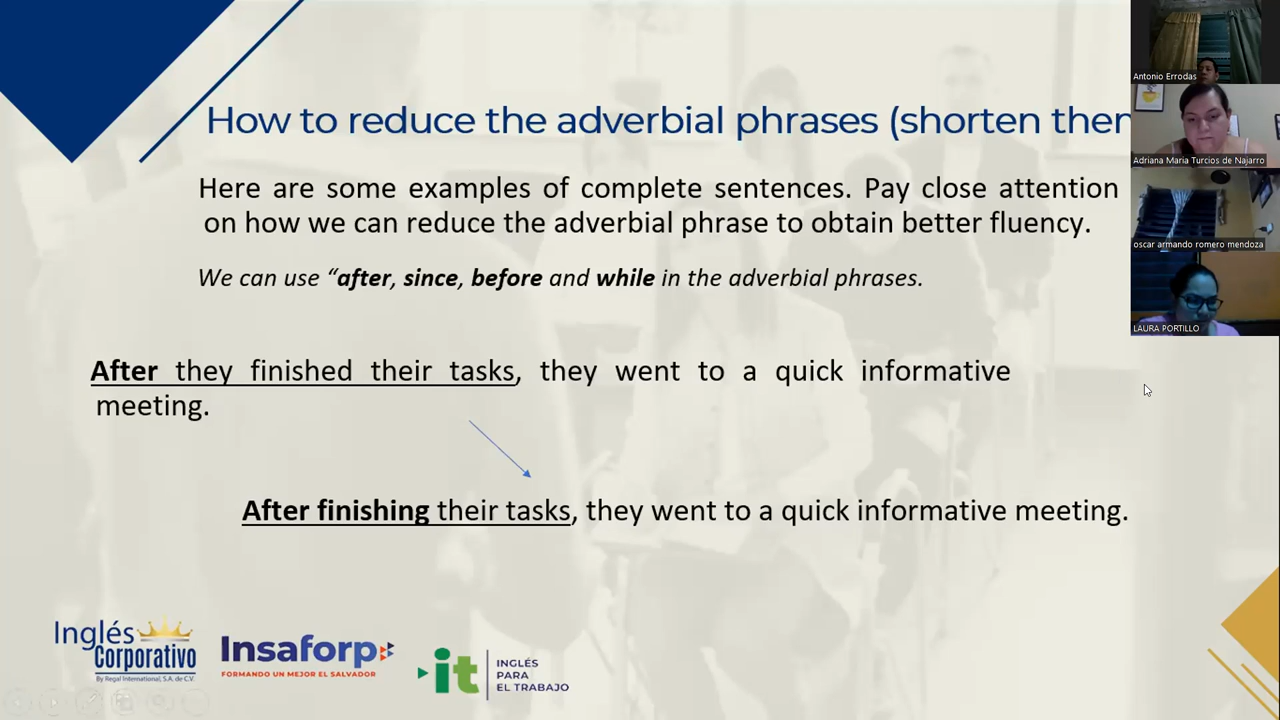 How to reduce the adverbial phrases (shorten
Here are some examples of complete sentences. Pay close attention
on how we can reduce the adverbial phrase to obtain better fluency.
We can use “after, since, before and while in the adverbial phrases.
After they finished their tasks, they went to a quick informative
meeting.
After finishing their tasks, they went to a quick informative meeting.
Inglés
Corporativo
By Regal International, S.A. de C.V.
Insaforp
FORMANDO UN MEJOR EL SALVADOR
it
INGLÉS
PARA
EL TRABAJO
Antonio Errodas
Adriana Maria Turcios de Najarro
oscar armando romero mendoza
LAURA PORTILLO